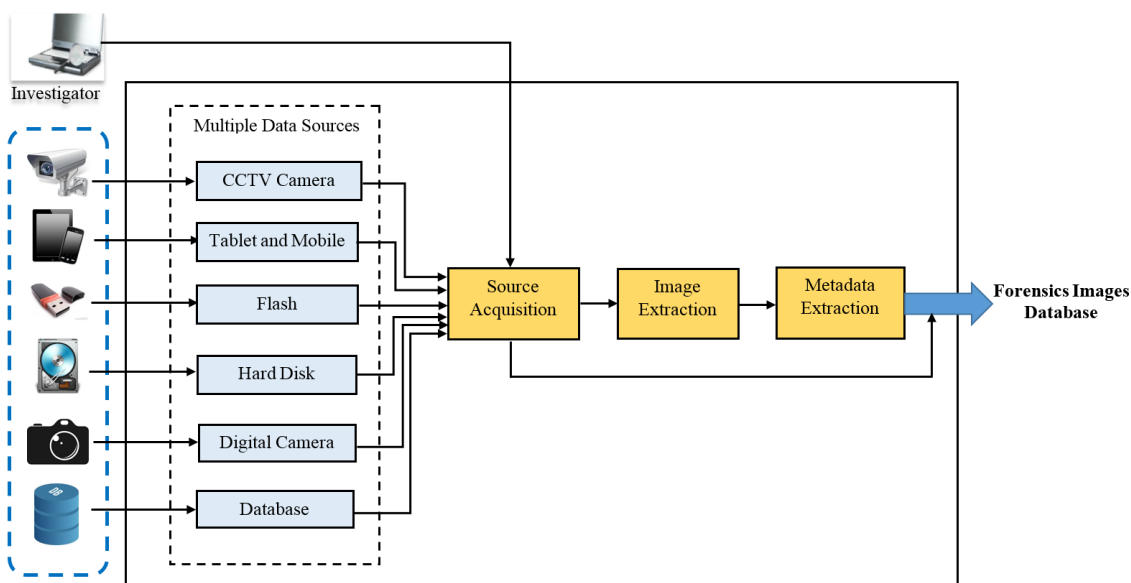 Investigator
Multiple Data Sources
CCTV Camera
Tablet and Mobile
Flash
Hard Disk
Digital Camera
Database
DB
Source
Acquisition
Image
Extraction
Metadata
Extraction
Forensics Images
Database